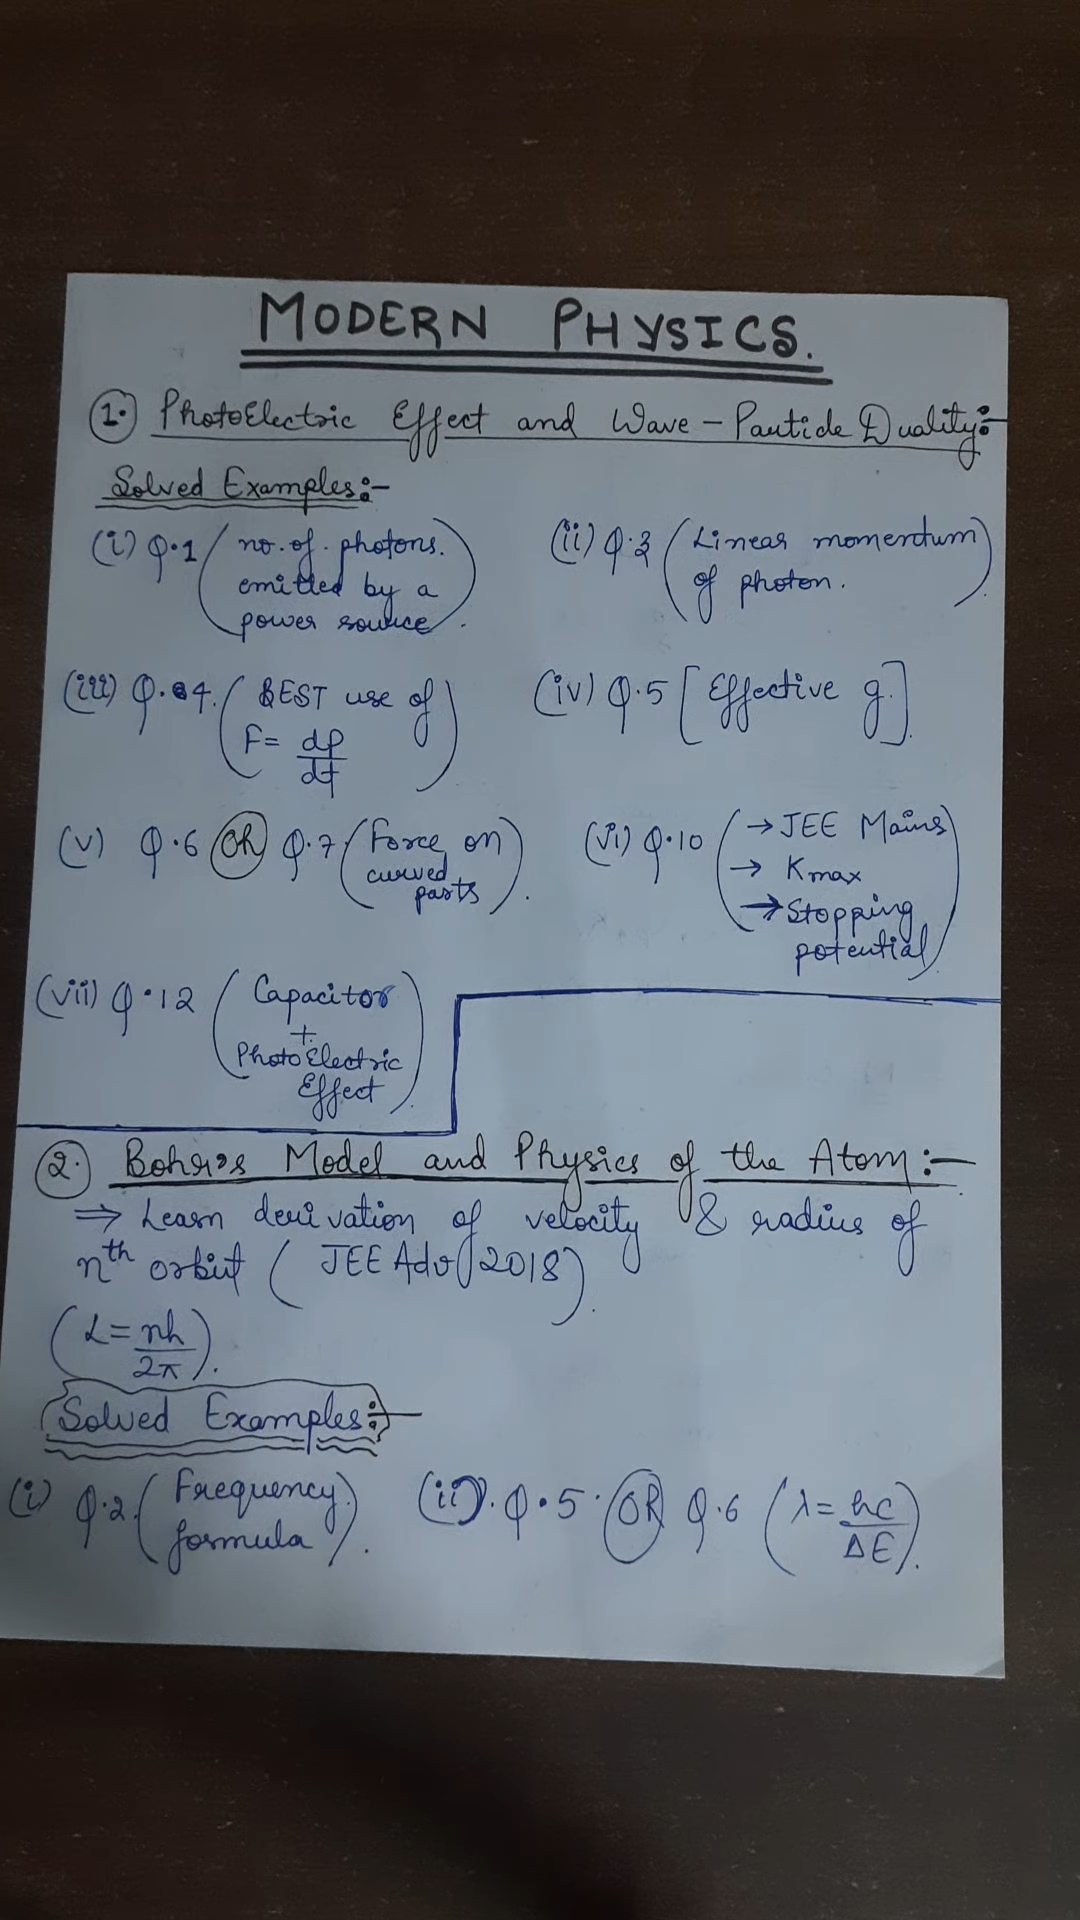 MODERN PHYSICS.
1. PhotoElectric Effect and Wave - Particle Duality:-
Solved Examples:-
(i) Q.1 (no. of photons. emitted by a power source).
(ii) Q.3 (Linear momentum of photon.)
(iii) Q.4. (BEST use of F = dp/dt)
(iv) Q.5 [Effective g.]
(v) Q.6 OR Q.7 (Force on curved parts).
(vi) Q.10 (→ JEE Mains
→ Kmax
→ Stopping potential)
(vii) Q.12 (Capacitor + PhotoElectric Effect)
2. Bohr's Model and Physics of the Atom:-
⇒ Learn derivation of velocity & radius of
nth orbit (JEE Adv 2018).
(L = nh/2π).
Solved Examples:-
(i) Q.2 (Frequency formula).
(ii). Q.5. OR Q.6 (λ = hc/ΔE).